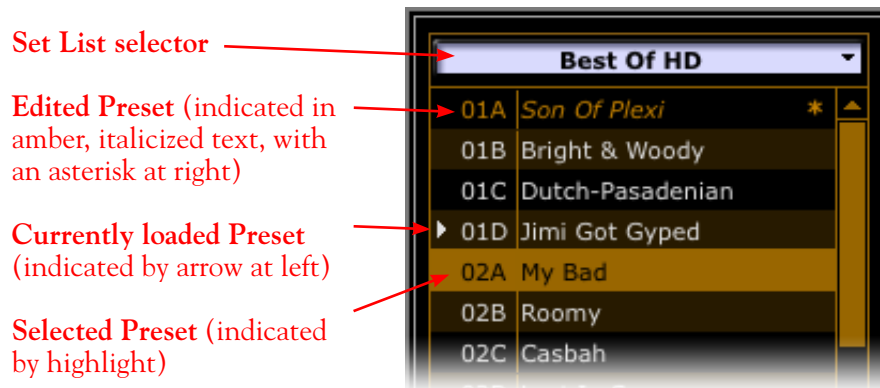 Set List selector
Edited Preset (indicated in
amber, italicized text, with
an asterisk at right)
Currently loaded Preset
(indicated by arrow at left)
Selected Preset (indicated
by highlight)
Best Of HD
01A Son Of Plexi *
01B Bright & Woody
01C Dutch-Pasadenian
01D Jimi Got Gyped
02A My Bad
02B Roomy
02C Casbah